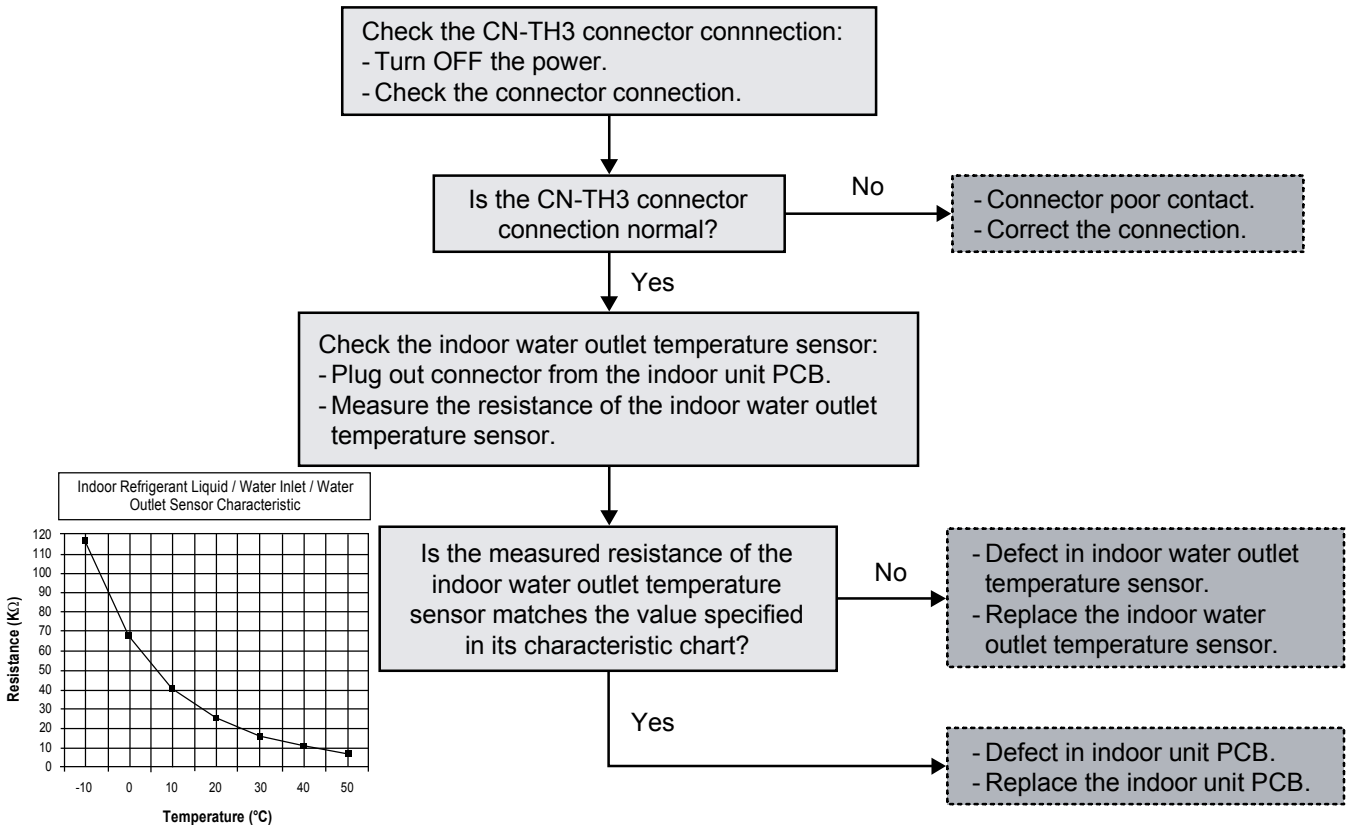 Check the CN-TH3 connector connnection:
- Turn OFF the power.
- Check the connector connection.
Is the CN-TH3 connector
connection normal?
No
- Connector poor contact.
- Correct the connection.
Yes
Check the indoor water outlet temperature sensor:
- Plug out connector from the indoor unit PCB.
- Measure the resistance of the indoor water outlet
temperature sensor.
Indoor Refrigerant Liquid / Water Inlet / Water
Outlet Sensor Characteristic
Resistance (KΩ)
120
110
100
90
80
70
60
50
40
30
20
10
0
-10 0 10 20 30 40 50
Temperature (°C)
Is the measured resistance of the
indoor water outlet temperature
sensor matches the value specified
in its characteristic chart?
No
- Defect in indoor water outlet
temperature sensor.
- Replace the indoor water
outlet temperature sensor.
Yes
- Defect in indoor unit PCB.
- Replace the indoor unit PCB.